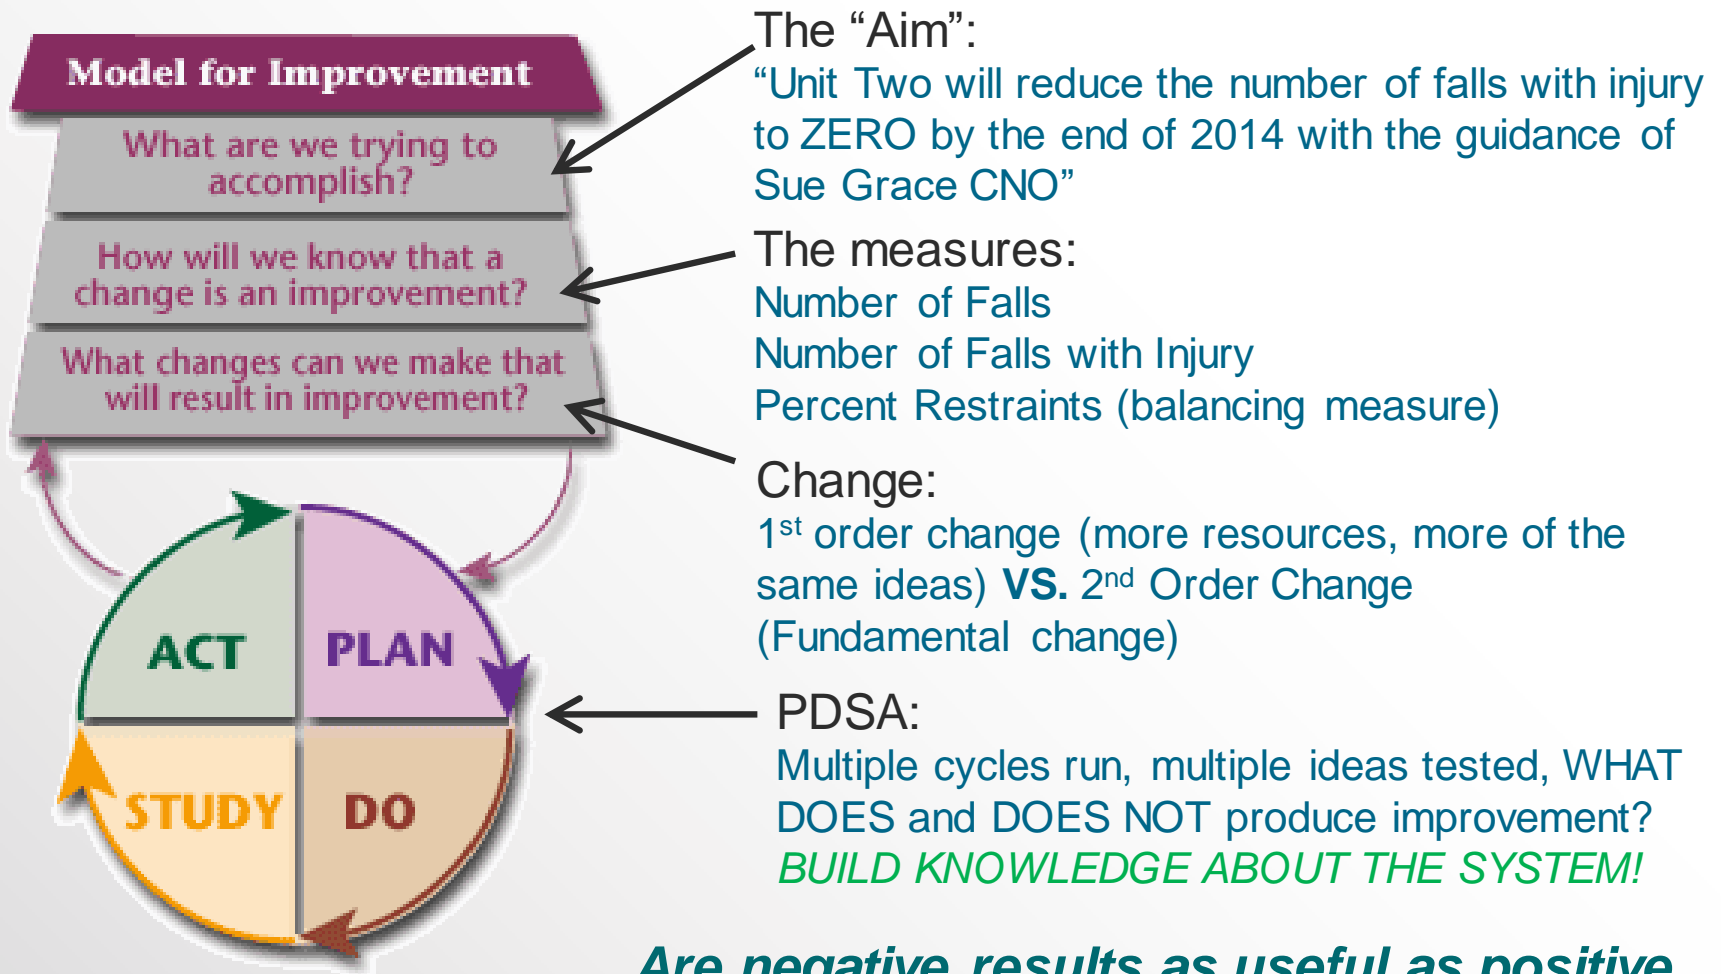 Model for Improvement
What are we trying to
accomplish?
How will we know that a
change is an improvement?
What changes can we make that
will result in improvement?
ACT
PLAN
STUDY
DO
The “Aim”:
“Unit Two will reduce the number of falls with injury
to ZERO by the end of 2014 with the guidance of
Sue Grace CNO”
The measures:
Number of Falls
Number of Falls with Injury
Percent Restraints (balancing measure)
Change:
1st order change (more resources, more of the
same ideas) VS. 2nd Order Change
(Fundamental change)
PDSA:
Multiple cycles run, multiple ideas tested, WHAT
DOES and DOES NOT produce improvement?
BUILD KNOWLEDGE ABOUT THE SYSTEM!
Are negative results as useful as positive